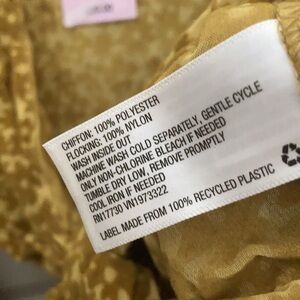 CHIFFON: 100% POLYESTER
FLOCKING: 100% NYLON
WASH INSIDE OUT
MACHINE WASH COLD SEPARATELY, GENTLE CYCLE
ONLY NON-CHLORINE BLEACH IF NEEDED
TUMBLE DRY LOW, REMOVE PROMPTLY
COOL IRON IF NEEDED
RN17730 VN1973322
LABEL MADE FROM 100% RECYCLED PLASTIC